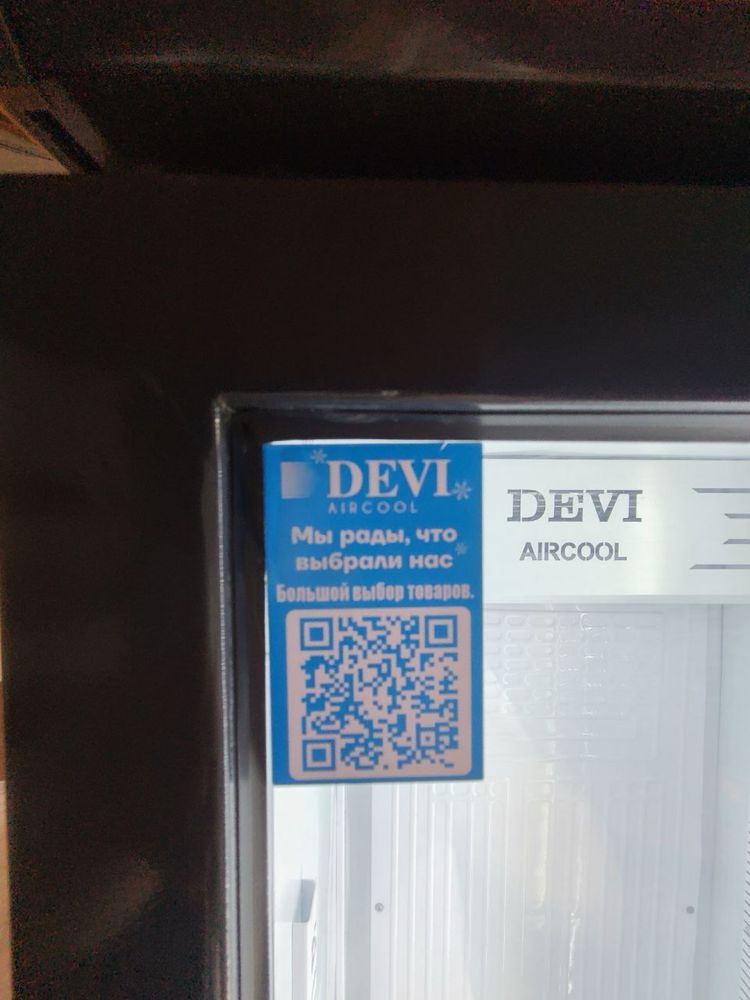 DEVI
AIRCOOL
Мы рады, что
выбрали нас
Большой выбор товаров.
DEVI
AIRCOOL